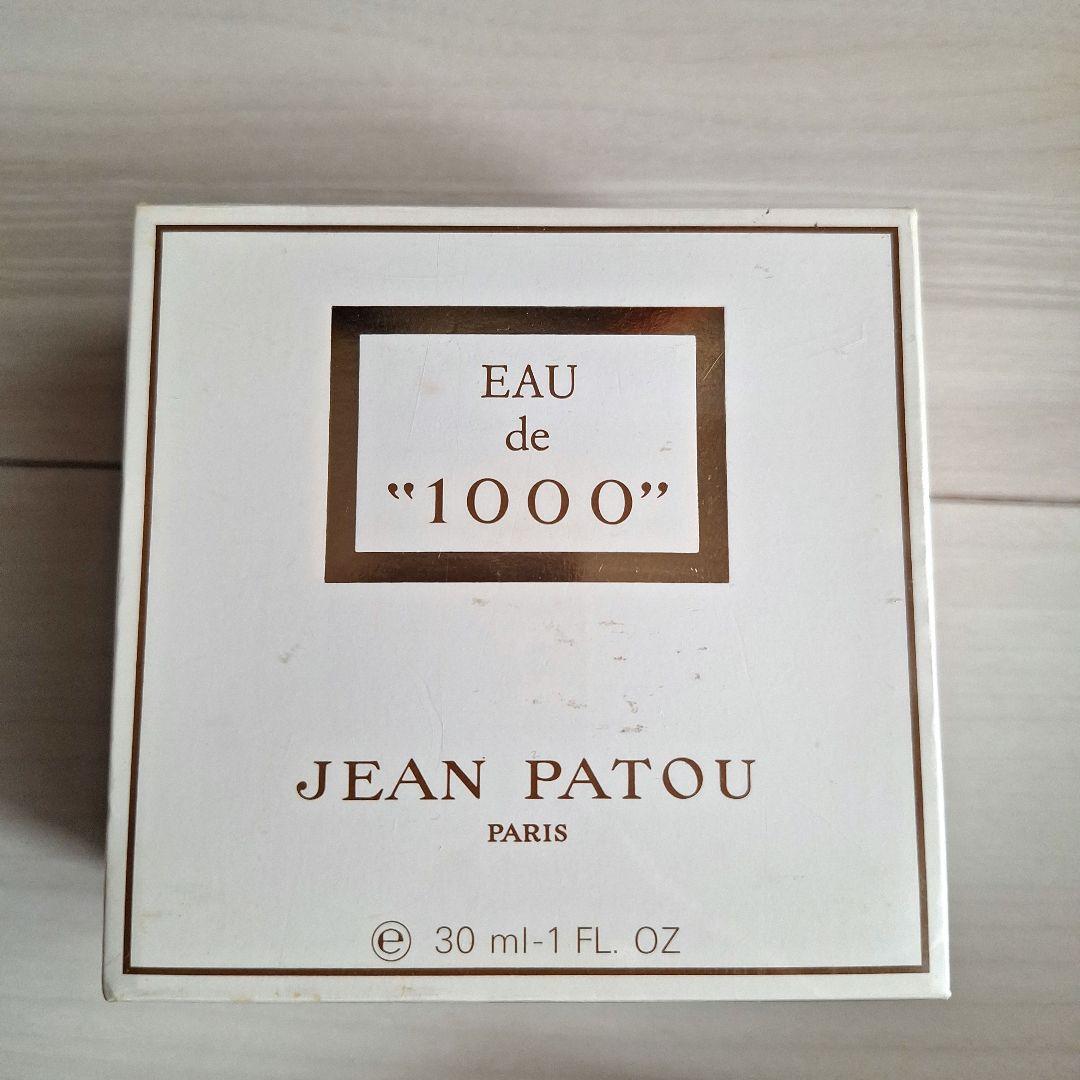 EAU
de
“1000”
JEAN PATOU
PARIS
ⓔ 30 ml-1 FL. OZ